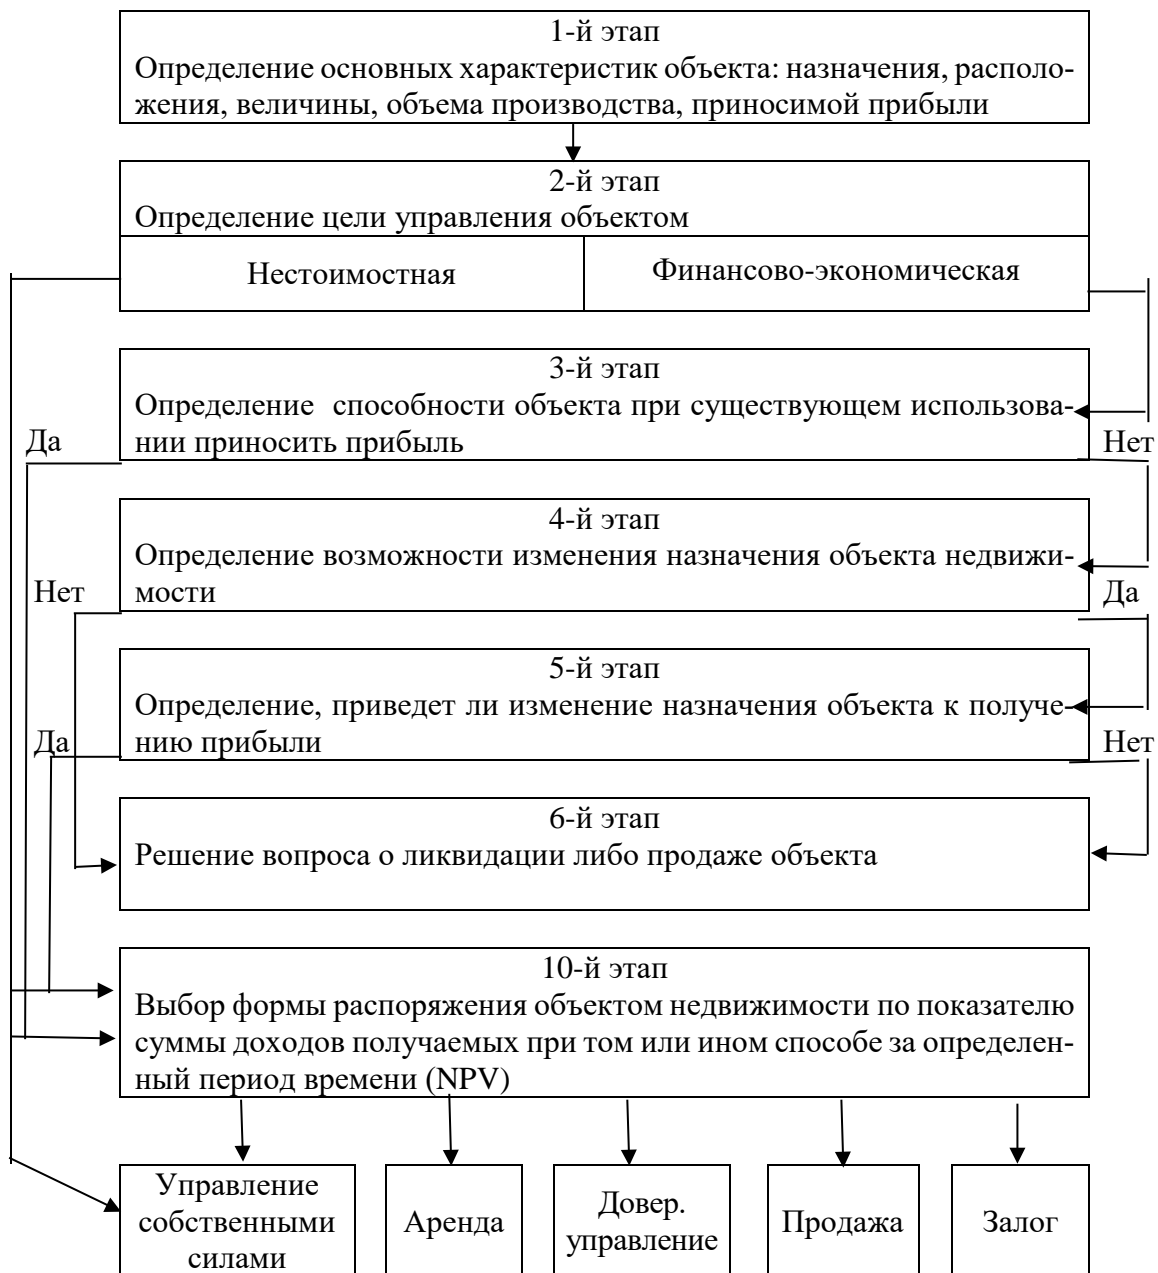 1-й этап
Определение основных характеристик объекта: назначения, располо-
жения, величины, объема производства, приносимой прибыли
2-й этап
Определение цели управления объектом
Нестоимостная
Финансово-экономическая
3-й этап
Определение способности объекта при существующем использова-
нии приносить прибыль
Да
Нет
4-й этап
Определение возможности изменения назначения объекта недвижи-
мости
Нет
Да
5-й этап
Определение, приведет ли изменение назначения объекта к получе-
нию прибыли
Да
Нет
6-й этап
Решение вопроса о ликвидации либо продаже объекта
10-й этап
Выбор формы распоряжения объектом недвижимости по показателю
суммы доходов получаемых при том или ином способе за определен-
ный период времени (NPV)
Управление
собственными
силами
Аренда
Довер.
управление
Продажа
Залог